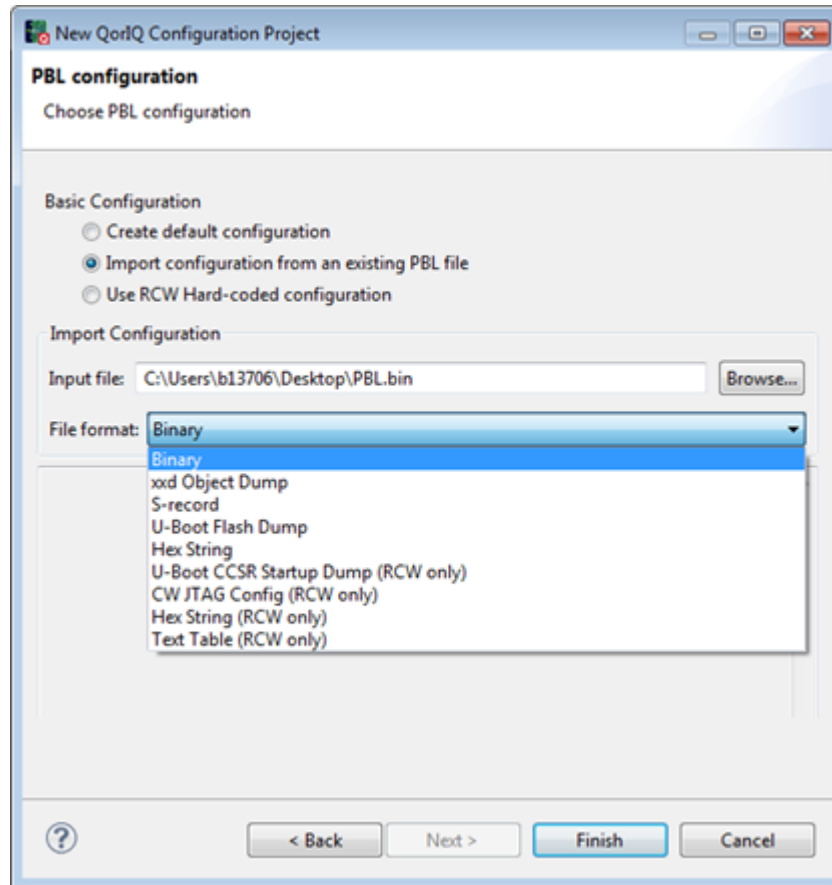 New QorIQ Configuration Project
PBL configuration
Choose PBL configuration
Basic Configuration
Create default configuration
Import configuration from an existing PBL file
Use RCW Hard-coded configuration
Import Configuration
Input file: C:\Users\b13706\Desktop\PBL.bin Browse...
File format: Binary
Binary
xxd Object Dump
S-record
U-Boot Flash Dump
Hex String
U-Boot CCSR Startup Dump (RCW only)
CW JTAG Config (RCW only)
Hex String (RCW only)
Text Table (RCW only)
? < Back Next > Finish Cancel